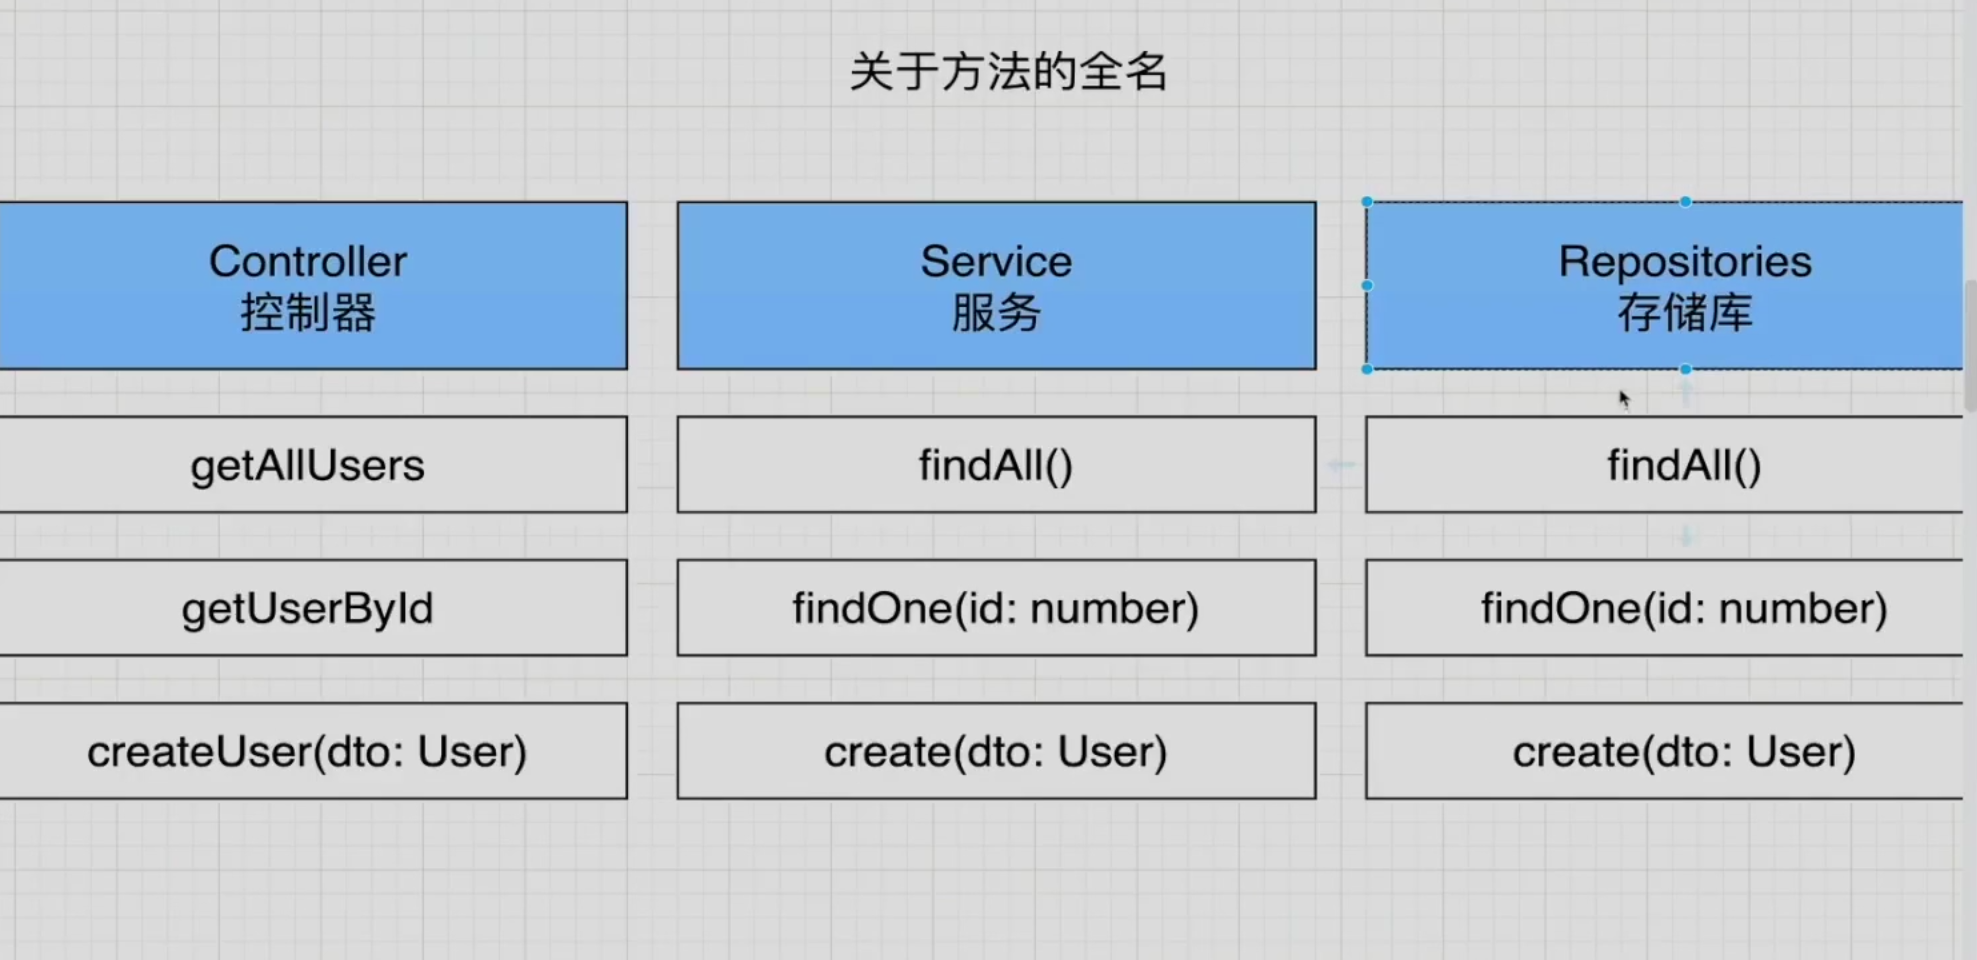 关于方法的全名
Controller
控制器
Service
服务
Repositories
存储库
getAllUsers
findAll()
findAll()
getUserById
findOne(id: number)
findOne(id: number)
createUser(dto: User)
create(dto: User)
create(dto: User)